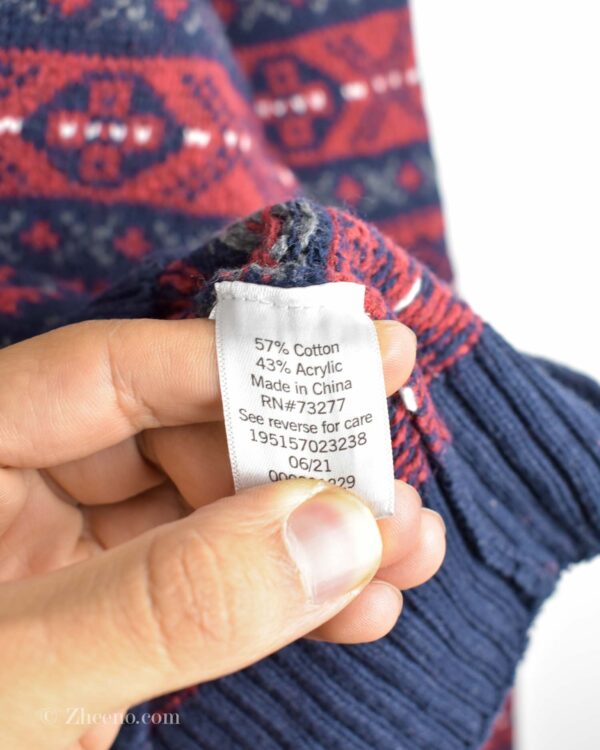 57% Cotton
43% Acrylic
Made in China
RN#73277
See reverse for care
195157023238
06/21
© Zheeno.com